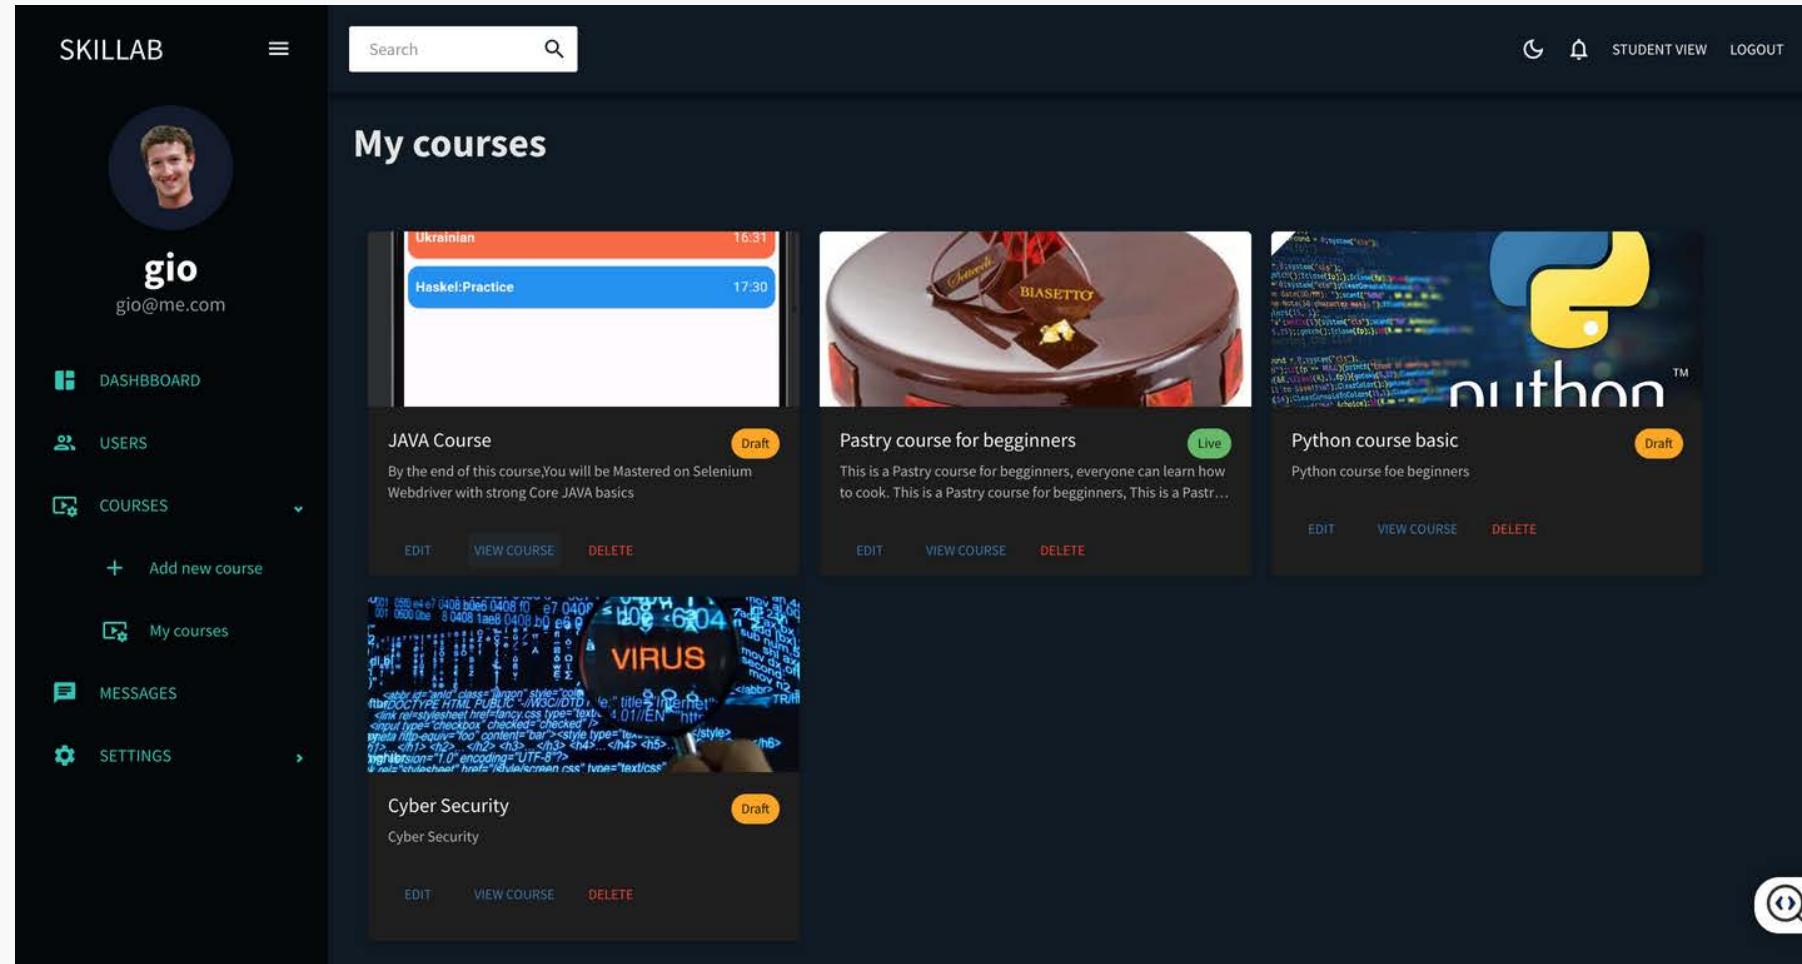 SKILLAB
Search
STUDENT VIEW
LOGOUT
gio
gio@me.com
DASHBBOARD
USERS
COURSES
Add new course
My courses
MESSAGES
SETTINGS
My courses
Ukrainian 16:31
Haskel:Practice 17:30
JAVA Course
Draft
By the end of this course,You will be Mastered on Selenium
Webdriver with strong Core JAVA basics
EDIT VIEW COURSE DELETE
BIASETTO
Pastry course for begginners
Live
This is a Pastry course for begginners, everyone can learn how
to cook. This is a Pastry course for begginners, This is a Pastr…
EDIT VIEW COURSE DELETE
python™
Python course basic
Draft
Python course foe beginners
EDIT VIEW COURSE DELETE
VIRUS
Cyber Security
Draft
Cyber Security
EDIT VIEW COURSE DELETE